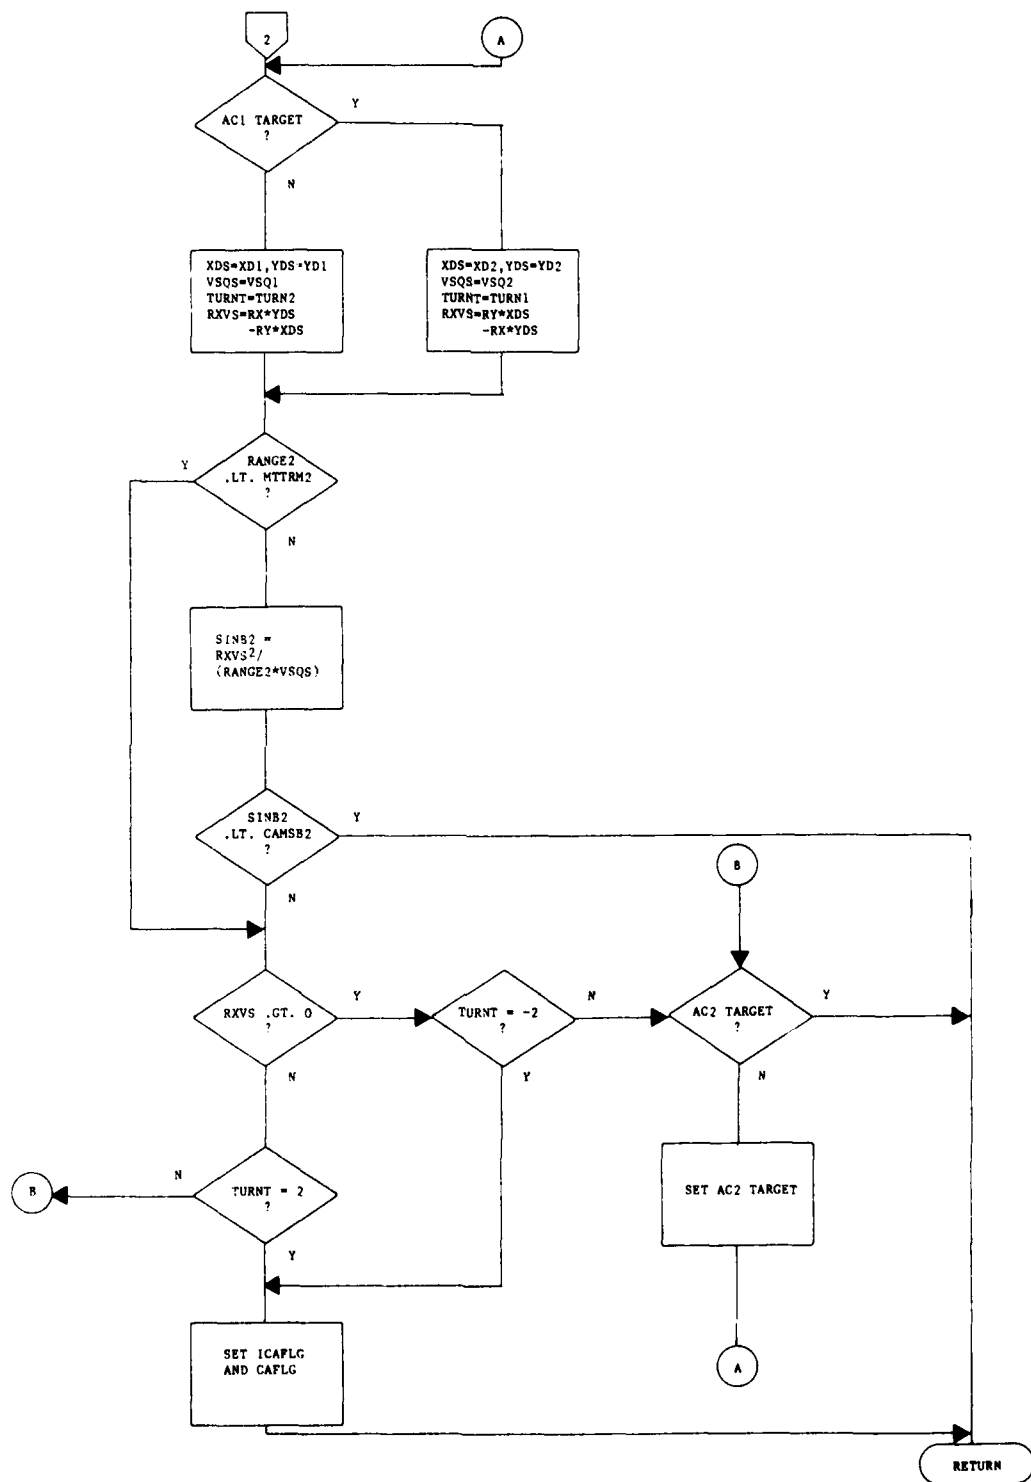 2
A
AC1 TARGET
?
Y
N
XDS=XD1,YDS=YD1
VSQS=VSQ1
TURNT=TURN2
RXVS=RX*YDS
-RY*XDS
XDS=XD2,YDS=YD2
VSQS=VSQ2
TURNT=TURN1
RXVS=RY*XDS
-RX*YDS
RANGE2
.LT. MTTRM2
?
Y
N
SINB2 =
RXVS²/
(RANGE2*VSQS)
SINB2
.LT. CAMSB2
?
Y
N
B
RXVS .GT. 0
?
Y
N
TURNT = -2
?
N
Y
AC2 TARGET
?
Y
N
SET AC2 TARGET
A
TURNT = 2
?
N
B
Y
SET ICAFLG
AND CAFLG
RETURN